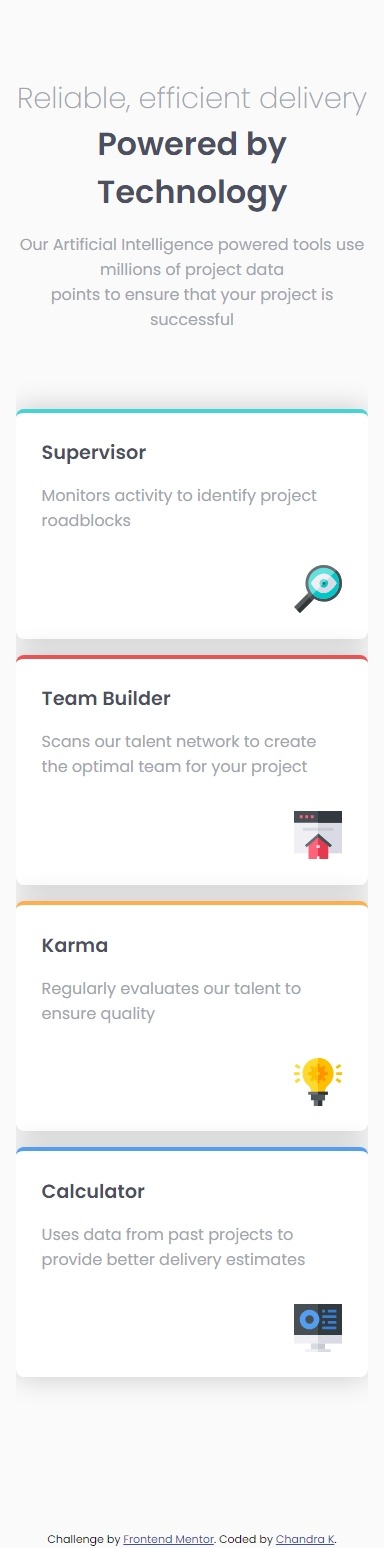 Reliable, efficient delivery
Powered by
Technology
Our Artificial Intelligence powered tools use
millions of project data
points to ensure that your project is
successful
Supervisor
Monitors activity to identify project
roadblocks
Team Builder
Scans our talent network to create
the optimal team for your project
Karma
Regularly evaluates our talent to
ensure quality
Calculator
Uses data from past projects to
provide better delivery estimates
Challenge by Frontend Mentor. Coded by Chandra K.